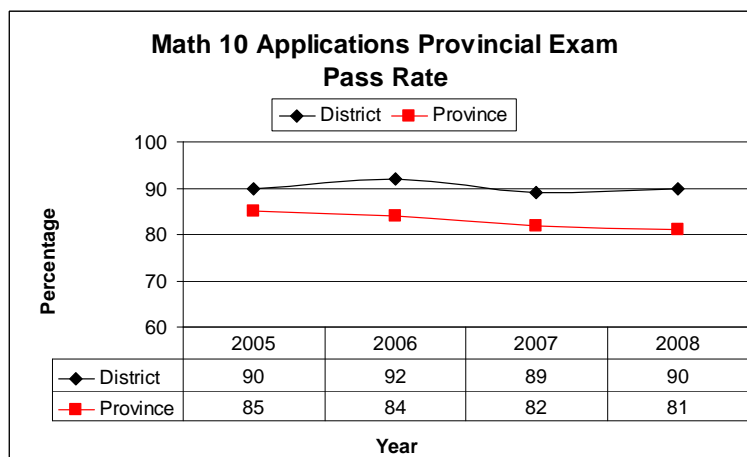 Math 10 Applications Provincial Exam
Pass Rate
District Province
100
90
80
70
60
Percentage
2005 2006 2007 2008
District 90 92 89 90
Province 85 84 82 81
Year